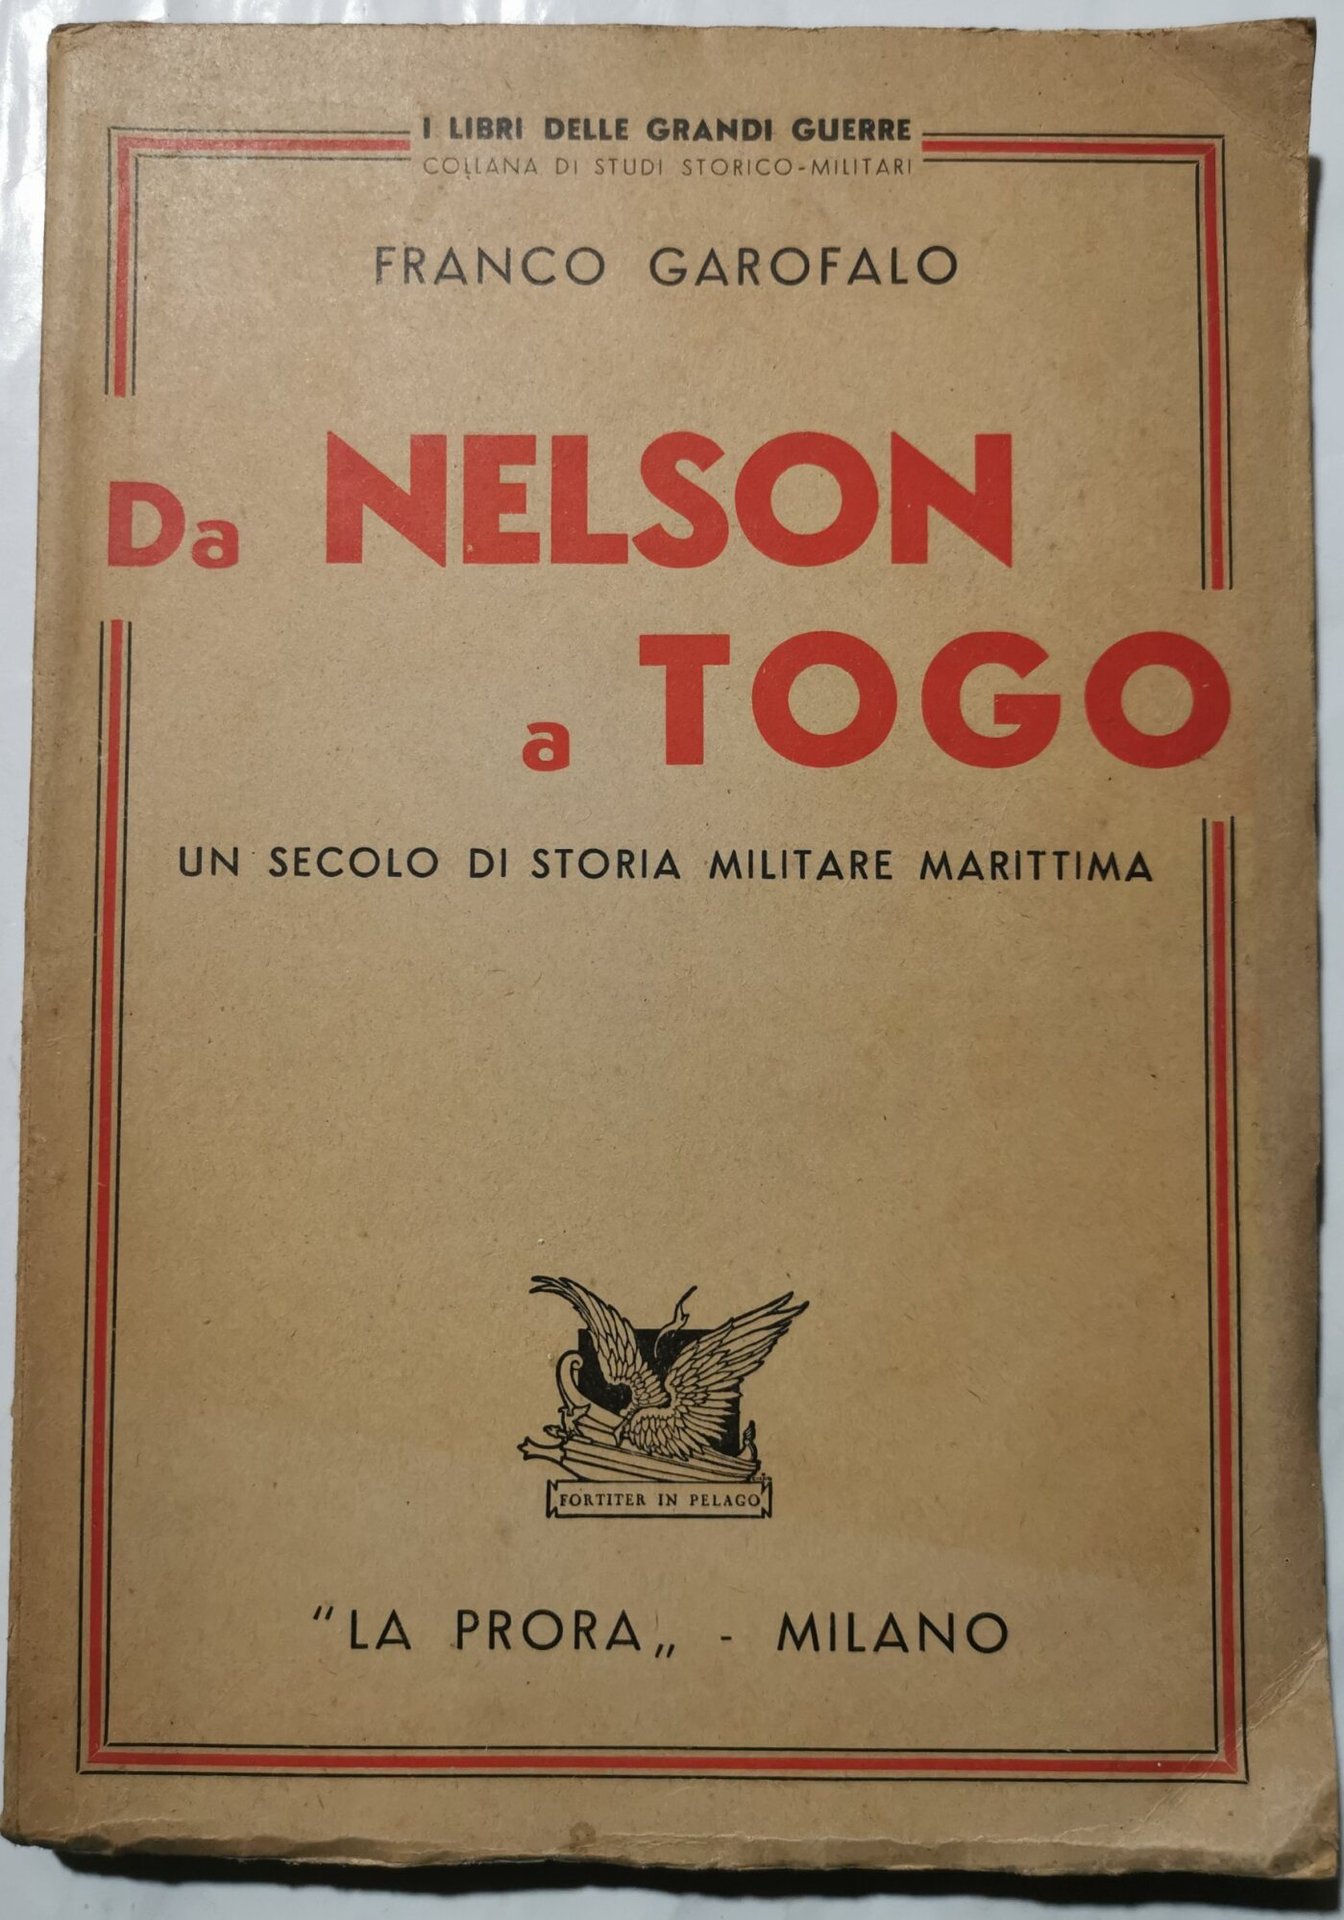 I LIBRI DELLE GRANDI GUERRE
COLLANA DI STUDI STORICO-MILITARI
FRANCO GAROFALO
Da NELSON
a TOGO
UN SECOLO DI STORIA MILITARE MARITTIMA
FORTITER IN PELAGO
"LA PRORA„ - MILANO